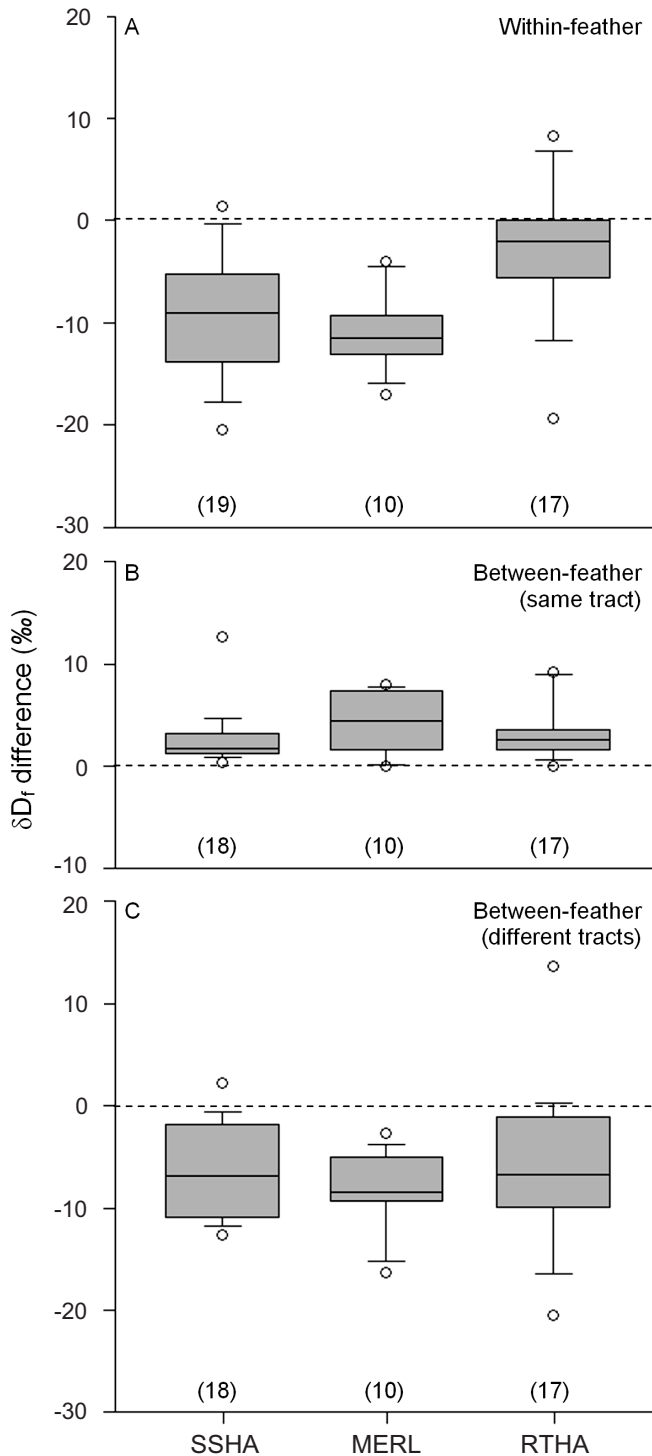 A
Within-feather
20
10
0
-10
-20
-30
(19)
(10)
(17)
B
Between-feather
(same tract)
20
10
0
-10
(18)
(10)
(17)
δDf difference (‰)
C
Between-feather
(different tracts)
20
10
0
-10
-20
-30
(18)
(10)
(17)
SSHA
MERL
RTHA